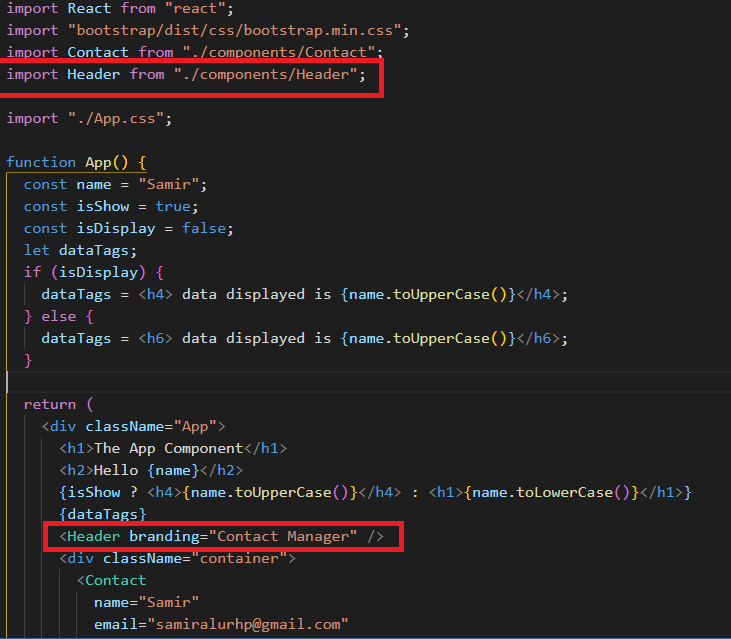 import React from "react";
import "bootstrap/dist/css/bootstrap.min.css";
import Contact from "./components/Contact";
import Header from "./components/Header";
import "./App.css";
function App() {
const name = "Samir";
const isShow = true;
const isDisplay = false;
let dataTags;
if (isDisplay) {
dataTags = <h4> data displayed is {name.toUpperCase()}</h4>;
} else {
dataTags = <h6> data displayed is {name.toUpperCase()}</h6>;
}
return (
<div className="App">
<h1>The App Component</h1>
<h2>Hello {name}</h2>
{isShow ? <h4>{name.toUpperCase()}</h4> : <h1>{name.toLowerCase()}</h1>}
{dataTags}
<Header branding="Contact Manager" />
<div className="container">
<Contact
name="Samir"
email="samiralurhp@gmail.com"